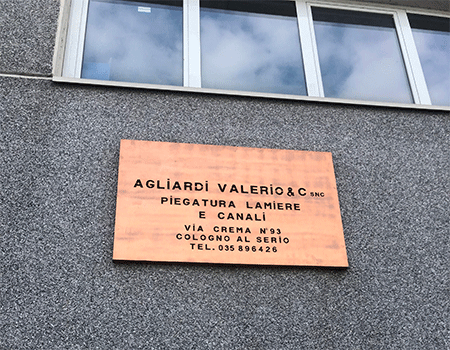 AGLIARDI VALERIO & C SNC
PIEGATURA LAMIERE
E CANALI
VIA CREMA N° 93
COLOGNO AL SERIO
TEL. 035 896426